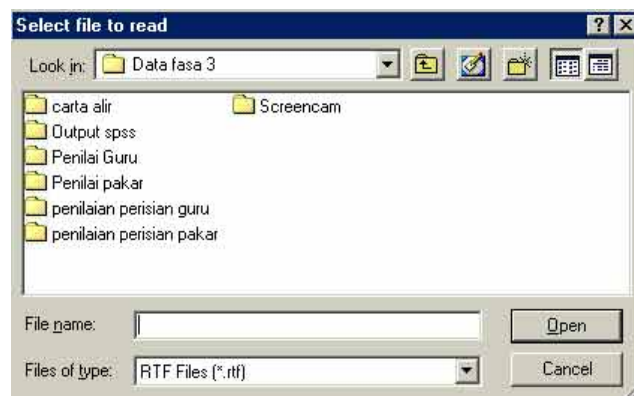 Select file to read
Look in: Data fasa 3
carta alir Screencam
Output spss
Penilai Guru
Penilai pakar
penilaian perisian guru
penilaian perisian pakar
File name: Open
Files of type: RTF Files (*.rtf) Cancel